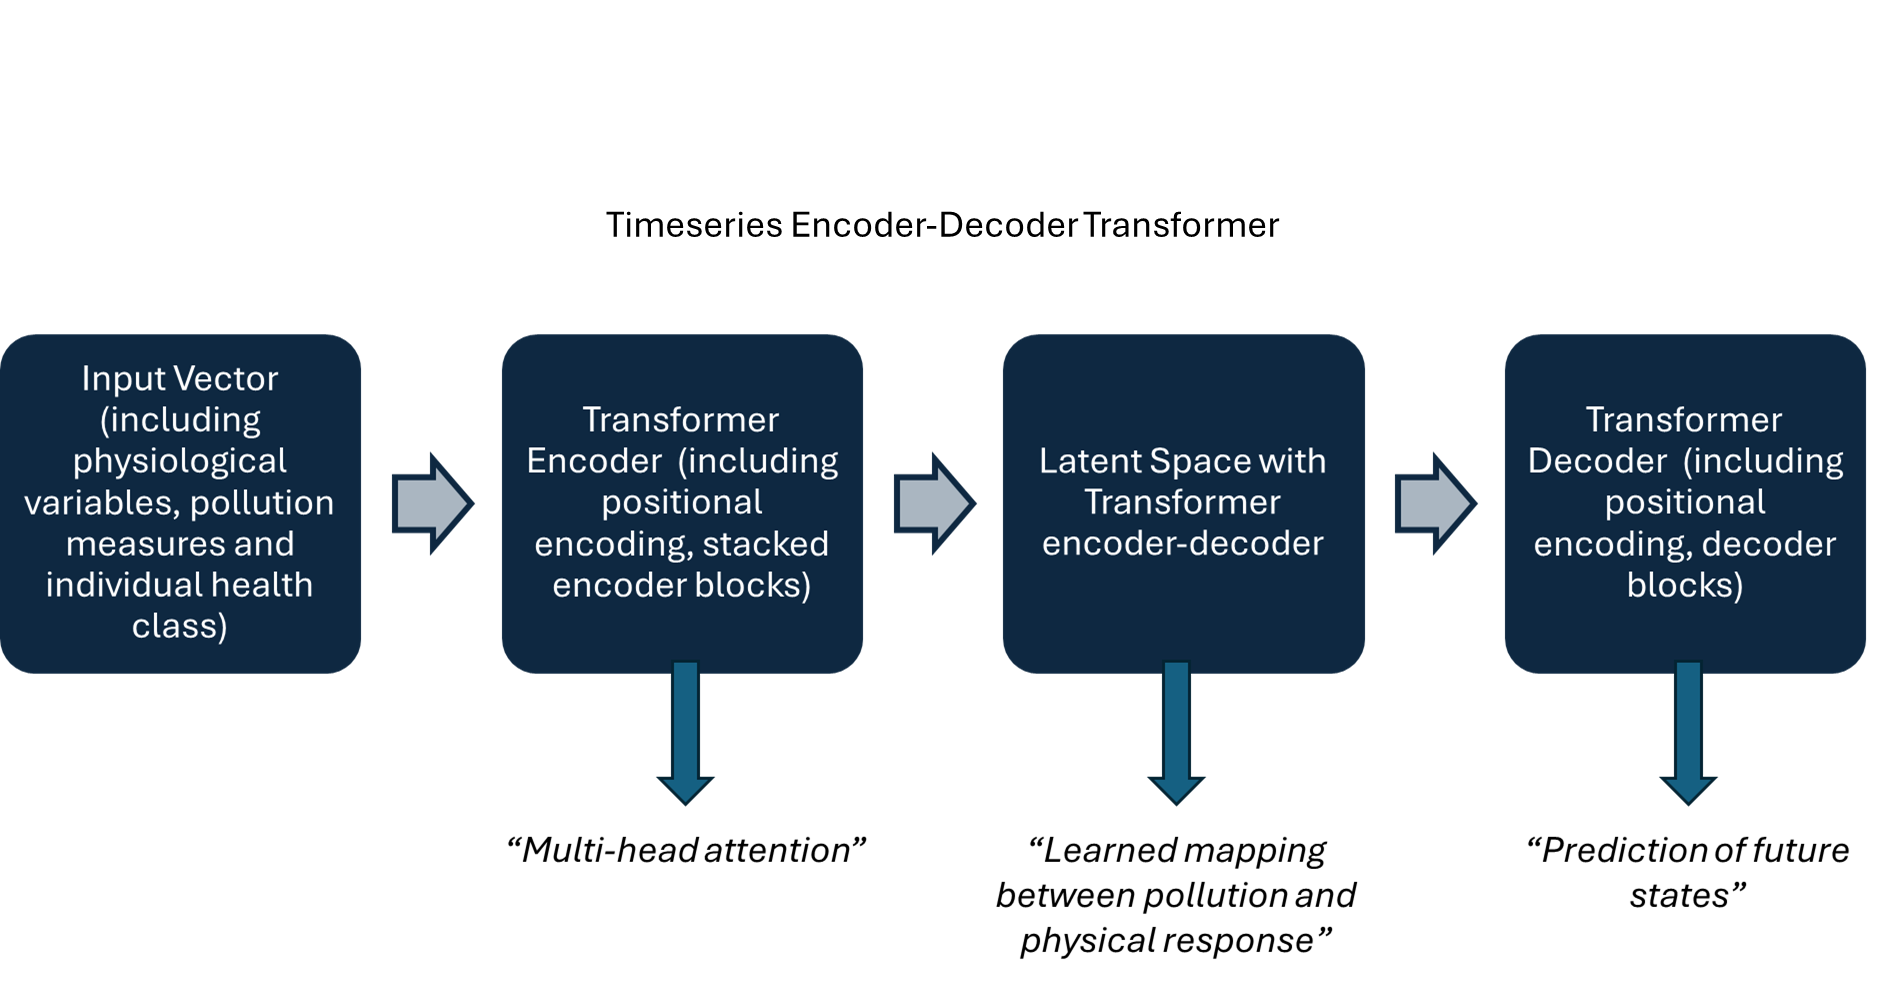 Timeseries Encoder-Decoder Transformer
Input Vector
(including
physiological
variables, pollution
measures and
individual health
class)
Transformer
Encoder (including
positional
encoding, stacked
encoder blocks)
Latent Space with
Transformer
encoder-decoder
Transformer
Decoder (including
positional
encoding, decoder
blocks)
“Multi-head attention”
“Learned mapping
between pollution and
physical response”
“Prediction of future
states”